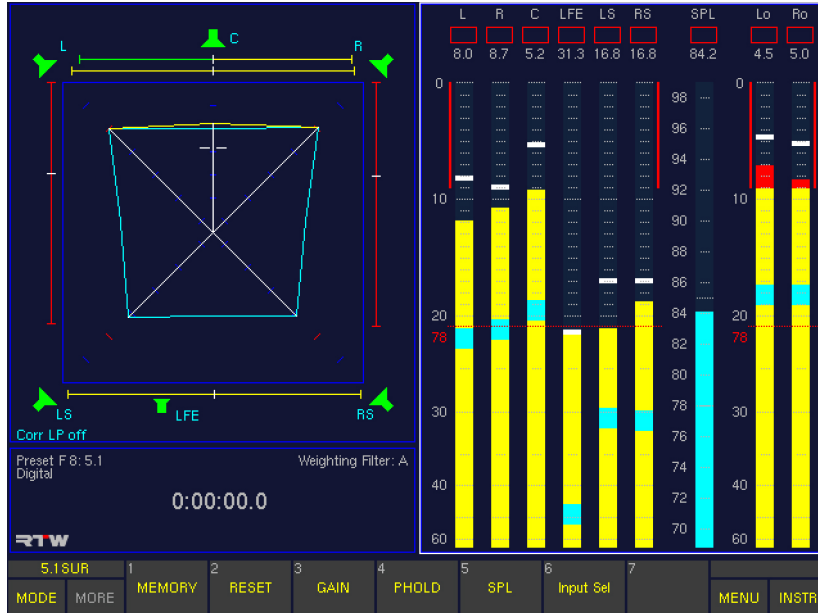 L R C LFE LS RS SPL Lo Ro
8.0 8.7 5.2 31.3 16.8 16.8 84.2 4.5 5.0
L C R
0 98 0
96
94
92
10 90 10
88
86
20 84 20
78 82 78
80
30 78 30
76
40 74 40
72
60 70 60
LS LFE RS
Corr LP off
Preset F 8: 5.1 Weighting Filter: A
Digital
0:00:00.0
RTW
5.1SUR 1 2 3 4 5 6 7
MODE MORE MEMORY RESET GAIN PHOLD SPL Input Sel MENU INSTR